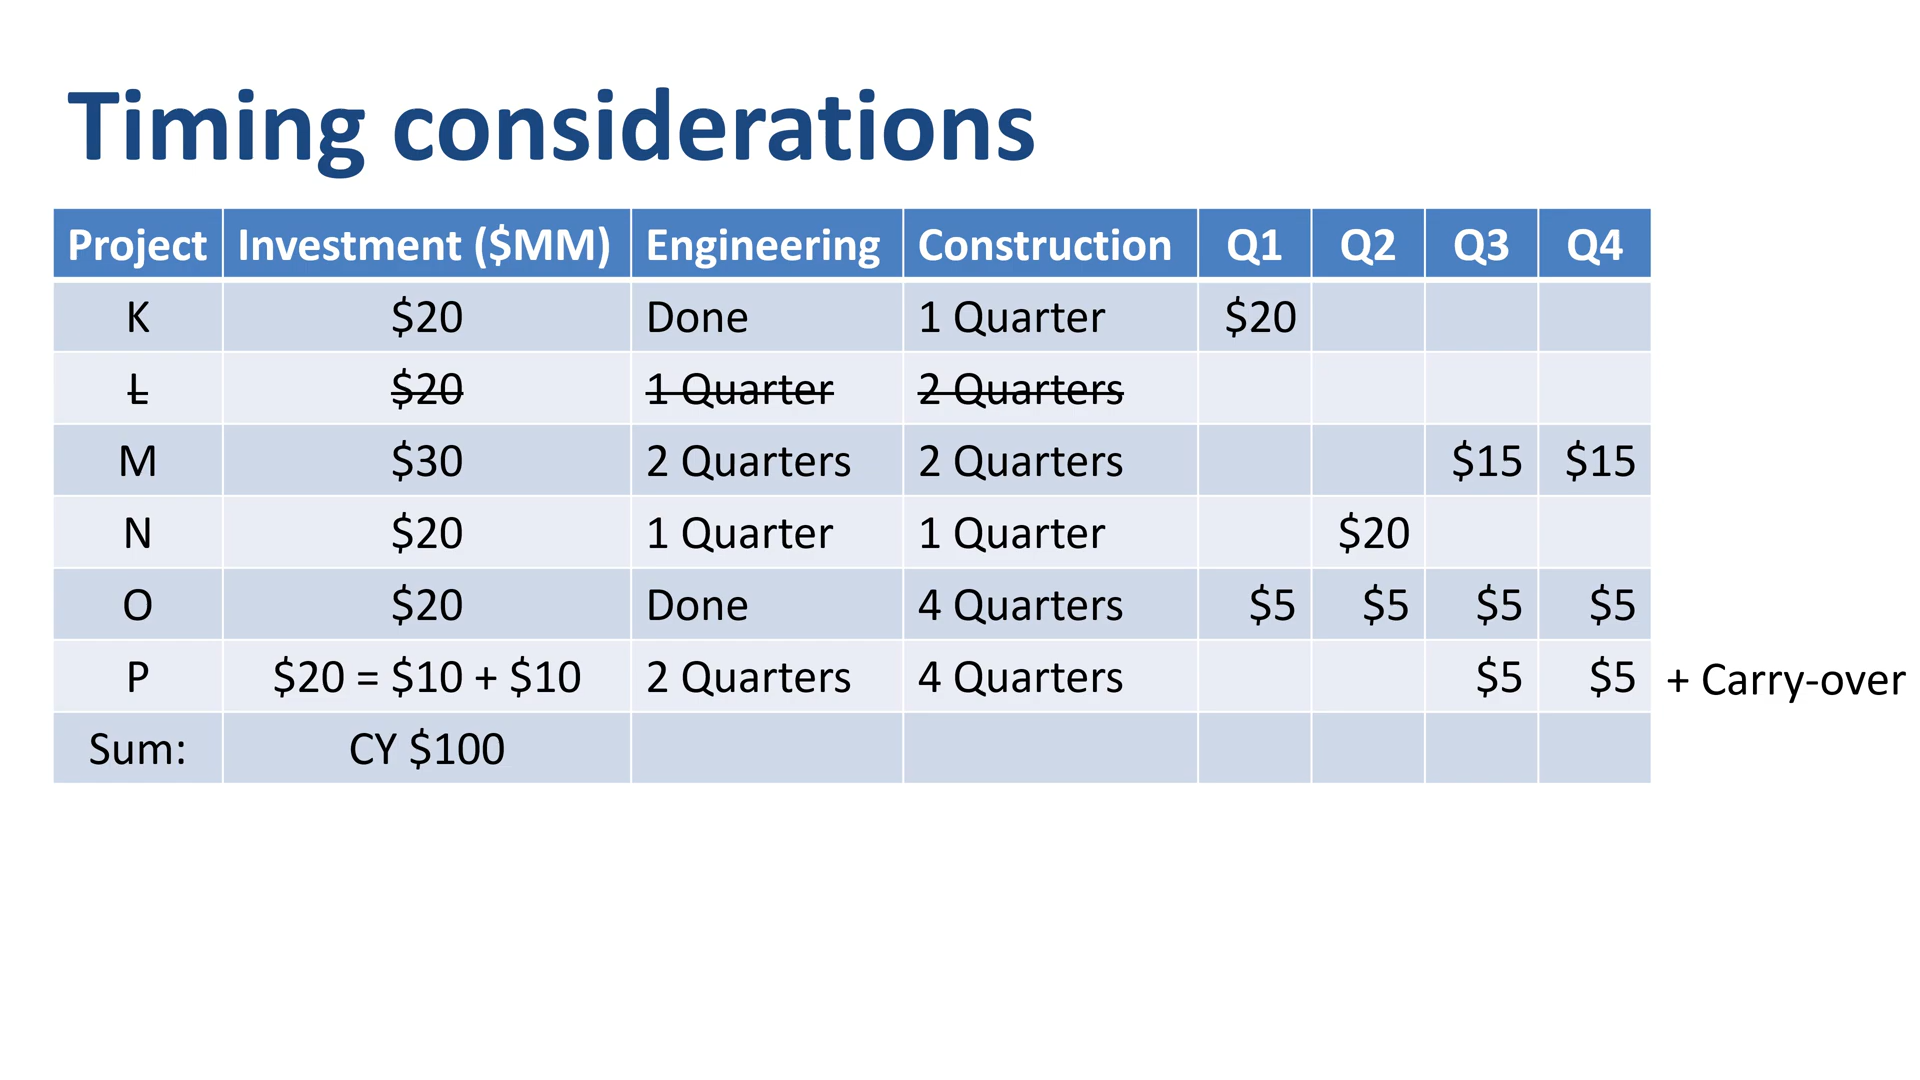 Timing considerations
Project Investment ($MM) Engineering Construction Q1 Q2 Q3 Q4
K $20 Done 1 Quarter $20
L $20 1 Quarter 2 Quarters
M $30 2 Quarters 2 Quarters $15 $15
N $20 1 Quarter 1 Quarter $20
O $20 Done 4 Quarters $5 $5 $5 $5
P $20 = $10 + $10 2 Quarters 4 Quarters $5 $5 + Carry-over
Sum: CY $100